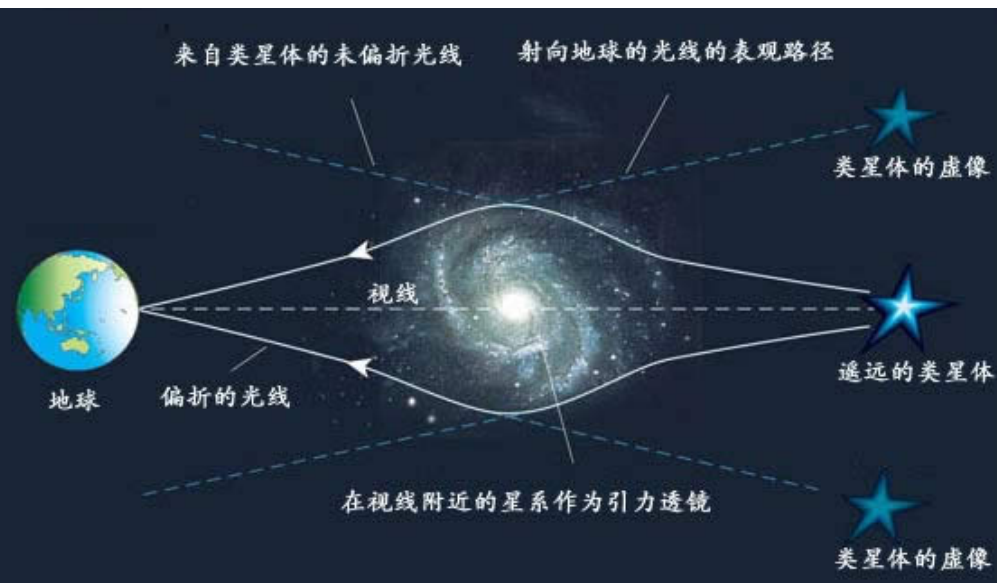 来自类星体的未偏折光线
射向地球的光线的表观路径
类星体的虚像
视线
遥远的类星体
地球
偏折的光线
在视线附近的星系作为引力透镜
类星体的虚像